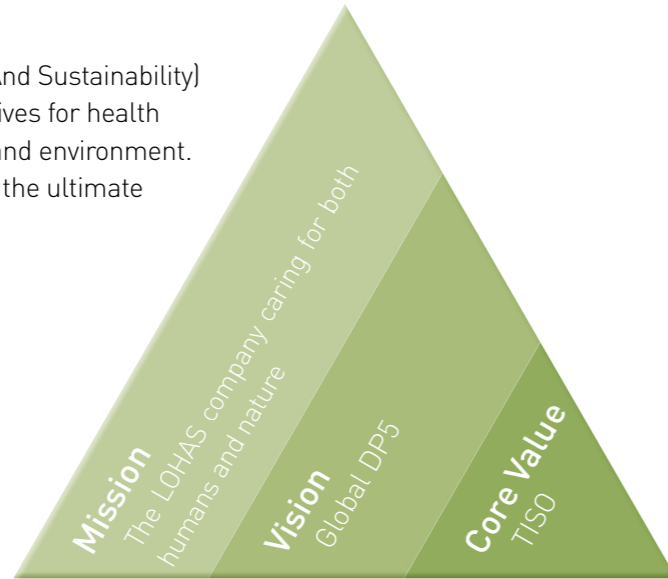 And Sustainability)
ives for health
and environment.
the ultimate
Mission
The LOHAS company caring for both
humans and nature
Vision
Global DP5
Core Value
TISO